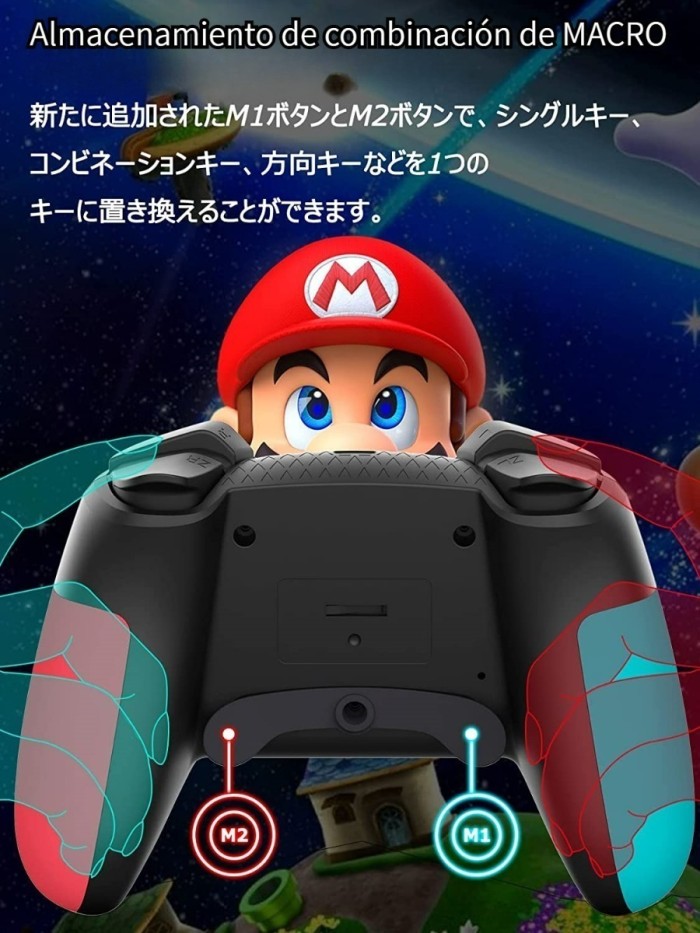 Almacenamiento de combinación de MACRO
新たに追加されたM1ボタンとM2ボタンで、シングルキー、
コンビネーションキー、方向キーなどを1つの
キーに置き換えることができます。
M
R
L
ZR
ZL
M2
M1